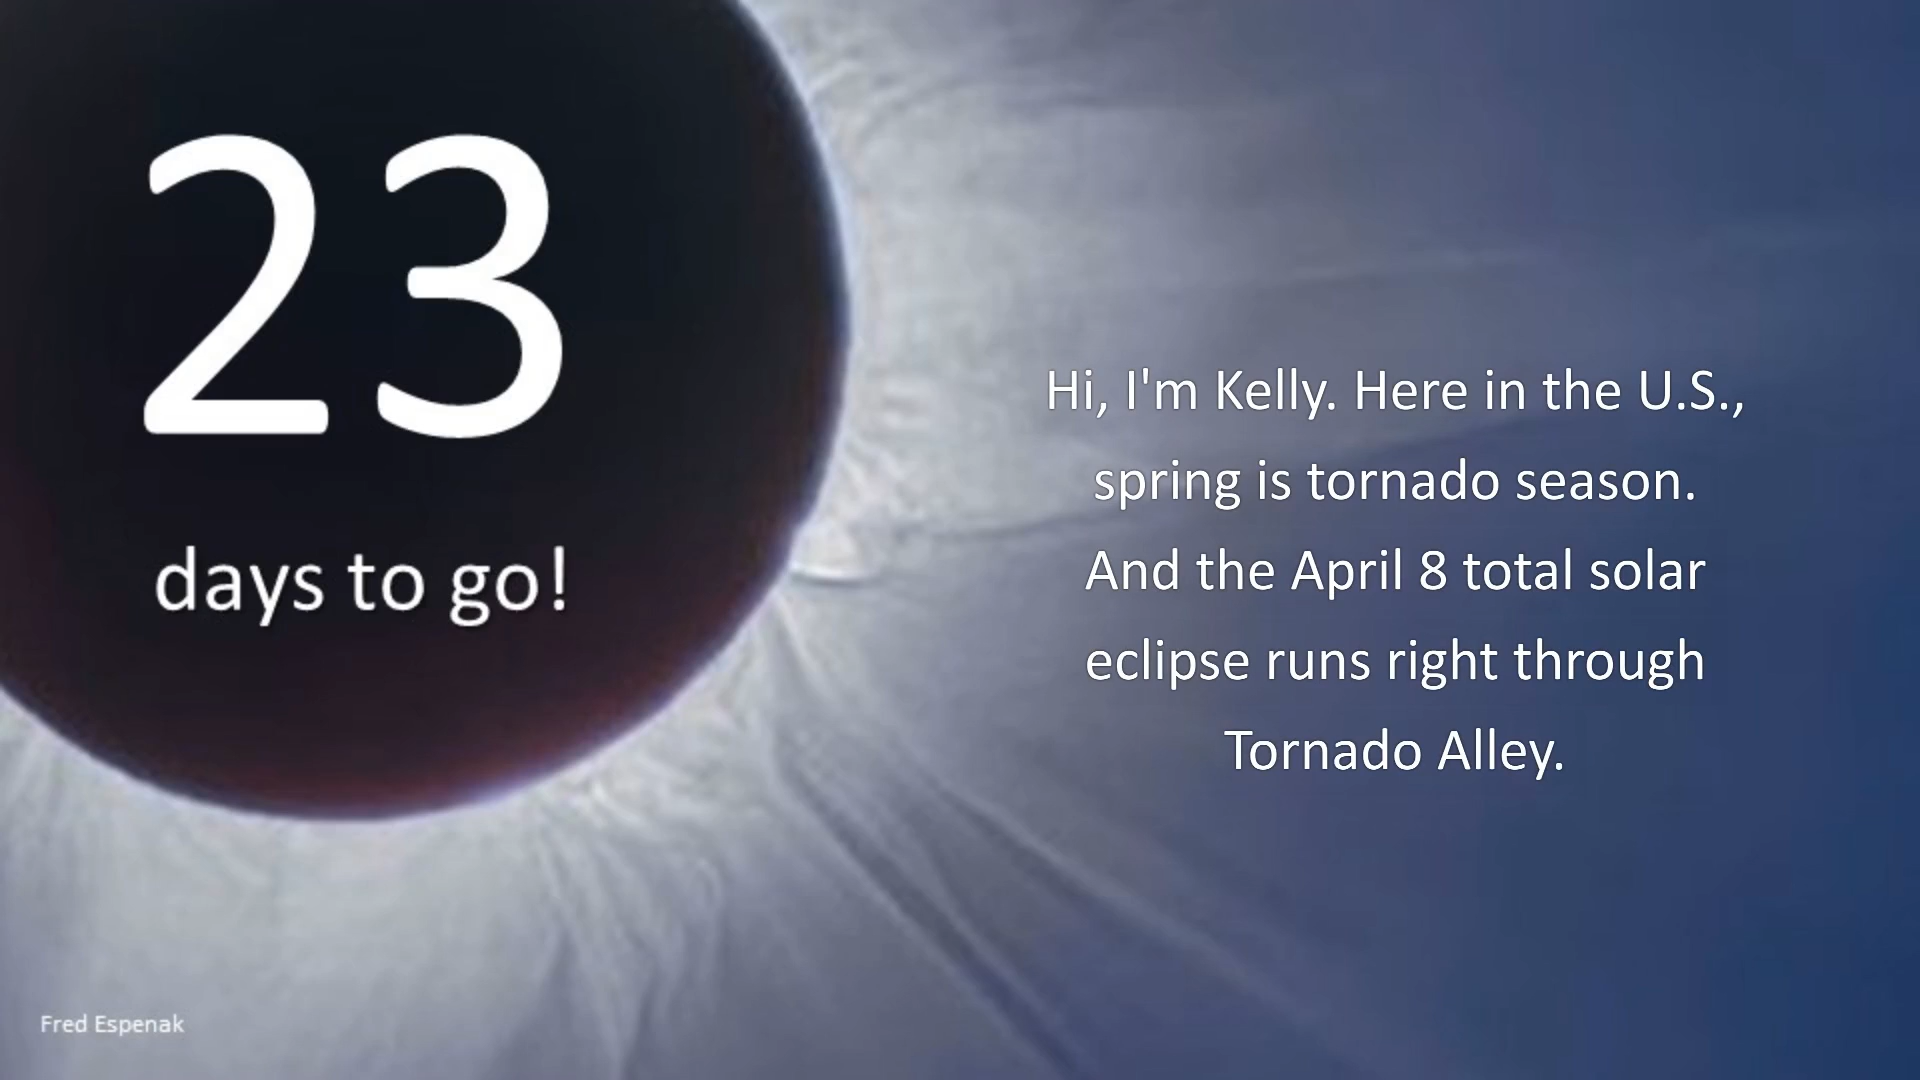 23
days to go!
Hi, I'm Kelly. Here in the U.S.,
spring is tornado season.
And the April 8 total solar
eclipse runs right through
Tornado Alley.
Fred Espenak